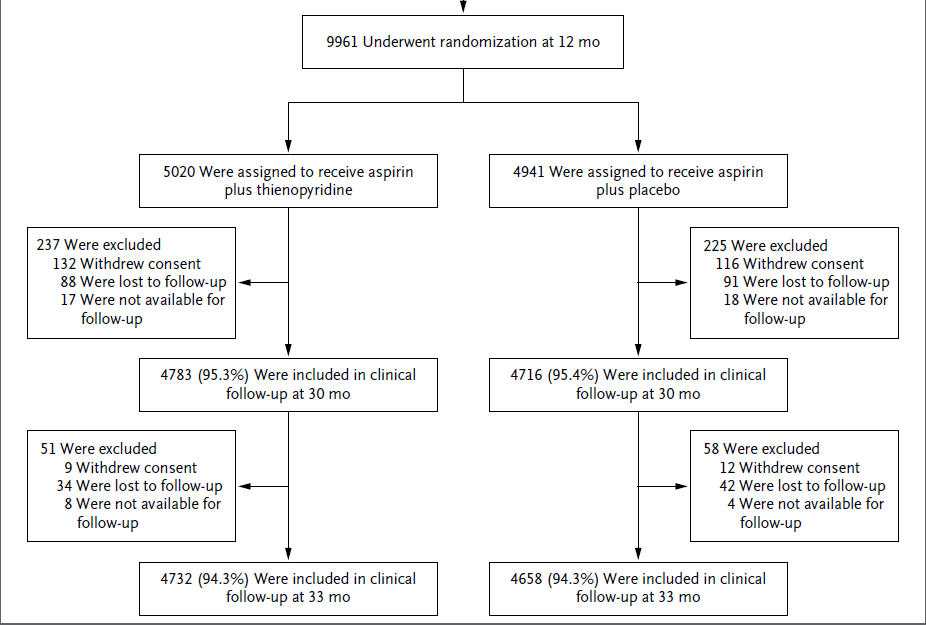 9961 Underwent randomization at 12 mo
5020 Were assigned to receive aspirin
plus thienopyridine
4941 Were assigned to receive aspirin
plus placebo
237 Were excluded
132 Withdrew consent
88 Were lost to follow-up
17 Were not available for
follow-up
225 Were excluded
116 Withdrew consent
91 Were lost to follow-up
18 Were not available for
follow-up
4783 (95.3%) Were included in clinical
follow-up at 30 mo
4716 (95.4%) Were included in clinical
follow-up at 30 mo
51 Were excluded
9 Withdrew consent
34 Were lost to follow-up
8 Were not available for
follow-up
58 Were excluded
12 Withdrew consent
42 Were lost to follow-up
4 Were not available for
follow-up
4732 (94.3%) Were included in clinical
follow-up at 33 mo
4658 (94.3%) Were included in clinical
follow-up at 33 mo